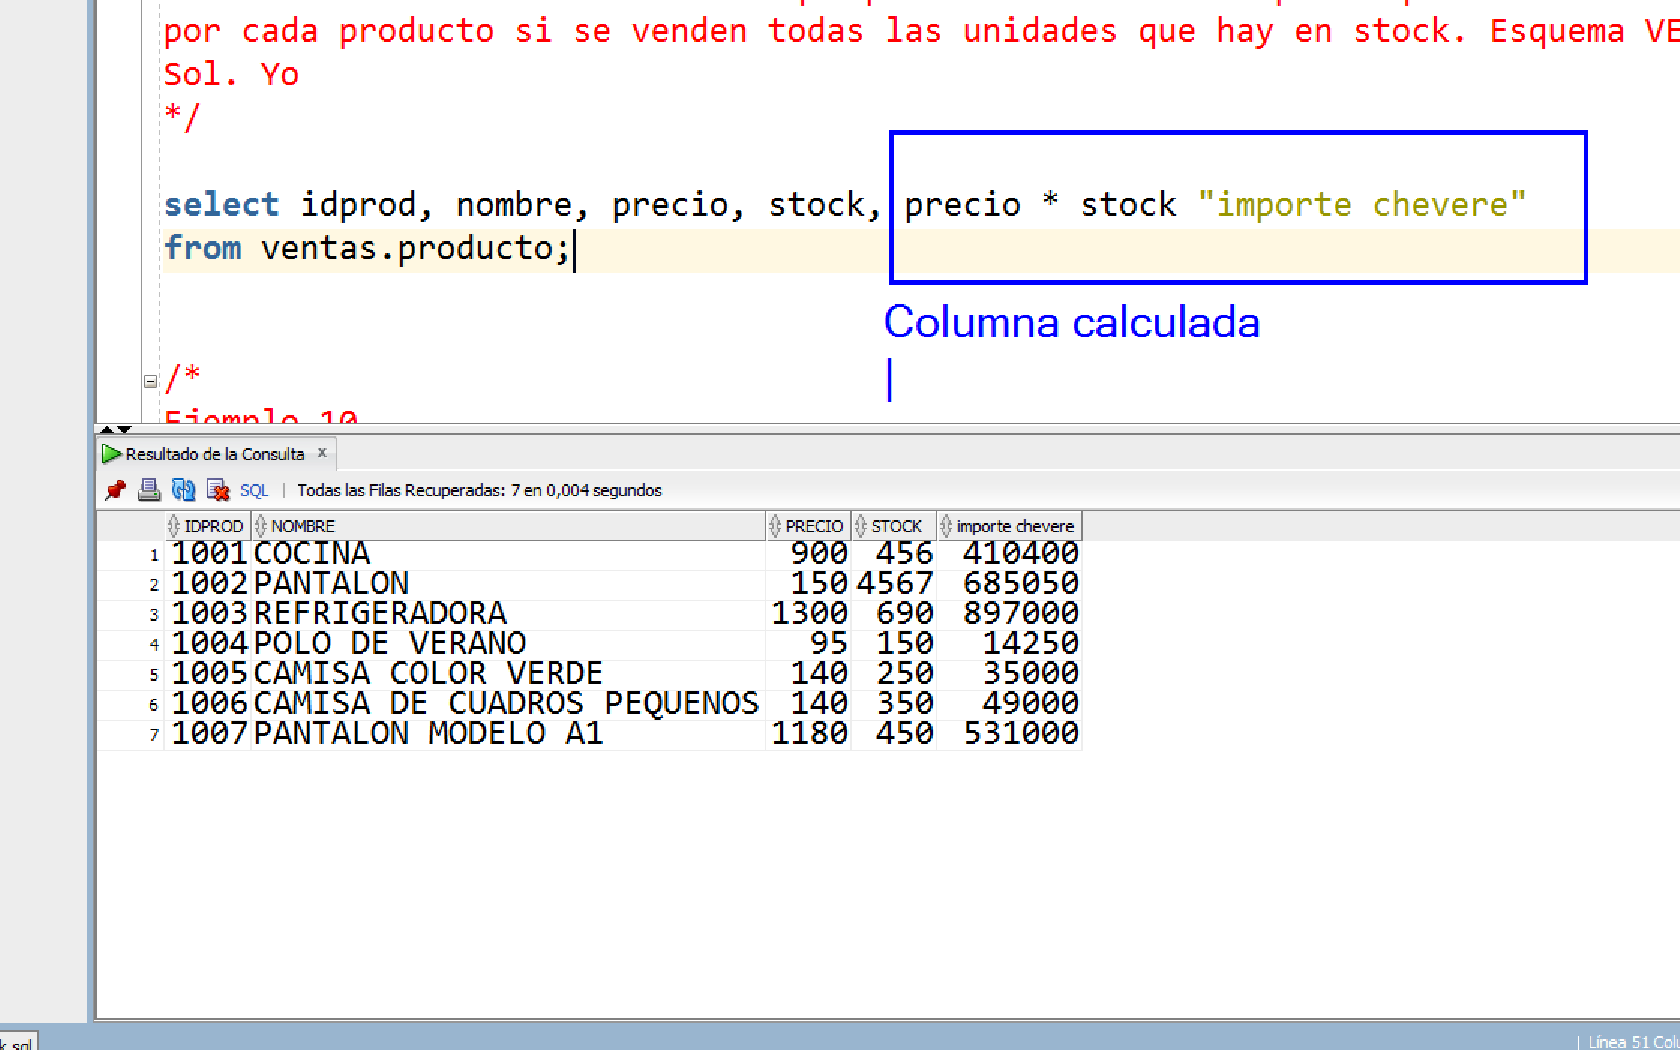 por cada producto si se venden todas las unidades que hay en stock. Esquema VE
Sol. Yo
*/
select idprod, nombre, precio, stock, precio * stock "importe chevere"
from ventas.producto;
Columna calculada
/*
Ejemplo 10
Resultado de la Consulta x
SQL | Todas las Filas Recuperadas: 7 en 0,004 segundos
IDPROD NOMBRE PRECIO STOCK importe chevere
1 1001 COCINA 900 456 410400
2 1002 PANTALON 150 4567 685050
3 1003 REFRIGERADORA 1300 690 897000
4 1004 POLO DE VERANO 95 150 14250
5 1005 CAMISA COLOR VERDE 140 250 35000
6 1006 CAMISA DE CUADROS PEQUENOS 140 350 49000
7 1007 PANTALON MODELO A1 1180 450 531000
k.sql
| Línea 51 Colu